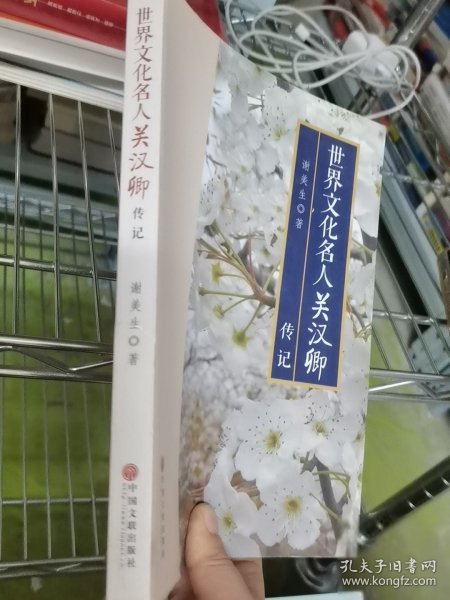 世界文化名人关汉卿
传记
谢美生◎著
中国文联出版社
世界文化名人关汉卿
传记
谢美生◎著
孔夫子旧书网
www.kongfz.com